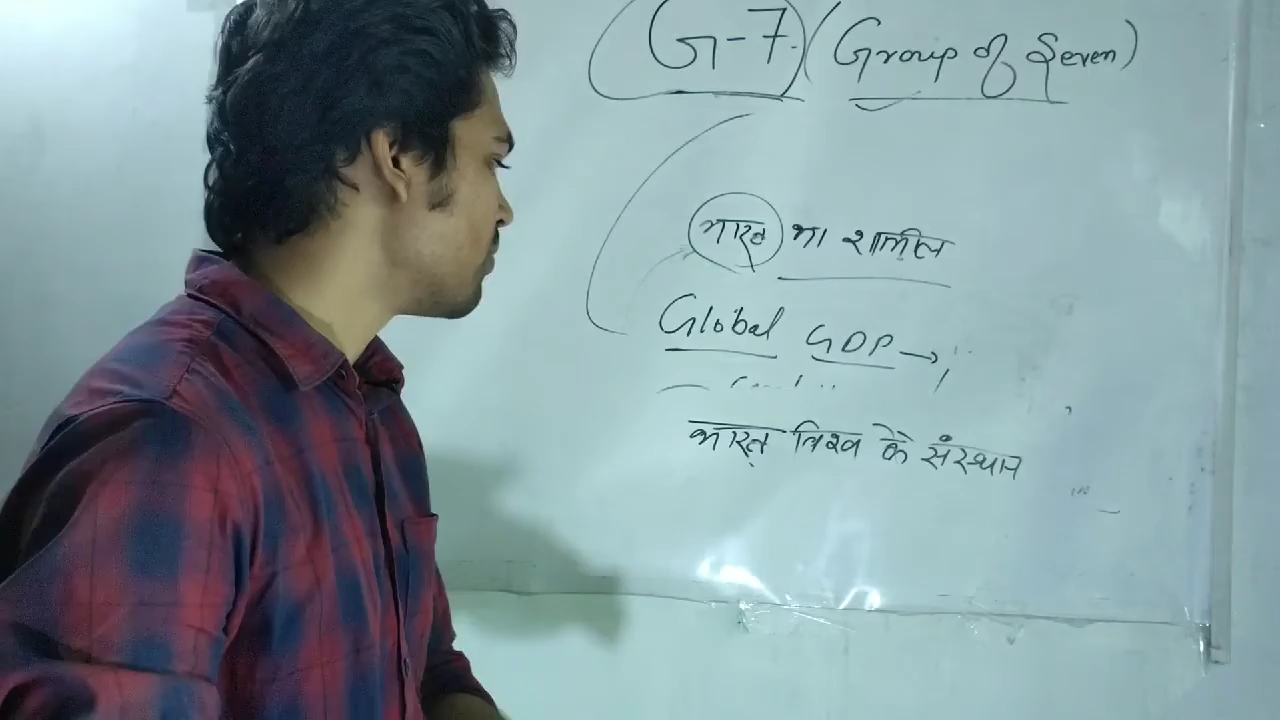 G-7 (Group of Seven)
भारत का शामील
Global GDP →
भारत विश्व के संस्थान